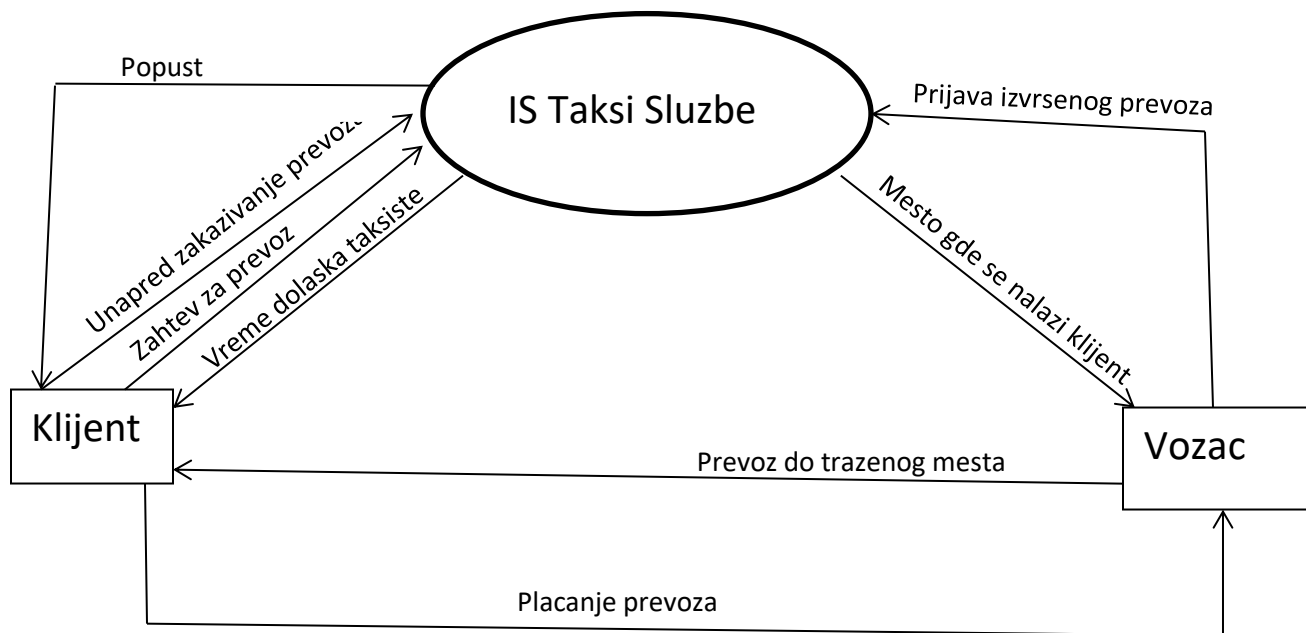 Popust
IS Taksi Sluzbe
Prijava izvrsenog prevoza
Unapred zakazivanje prevoza
Zahtev za prevoz
Vreme dolaska taksiste
Mesto gde se nalazi klijent
Klijent
Vozac
Prevoz do trazenog mesta
Placanje prevoza